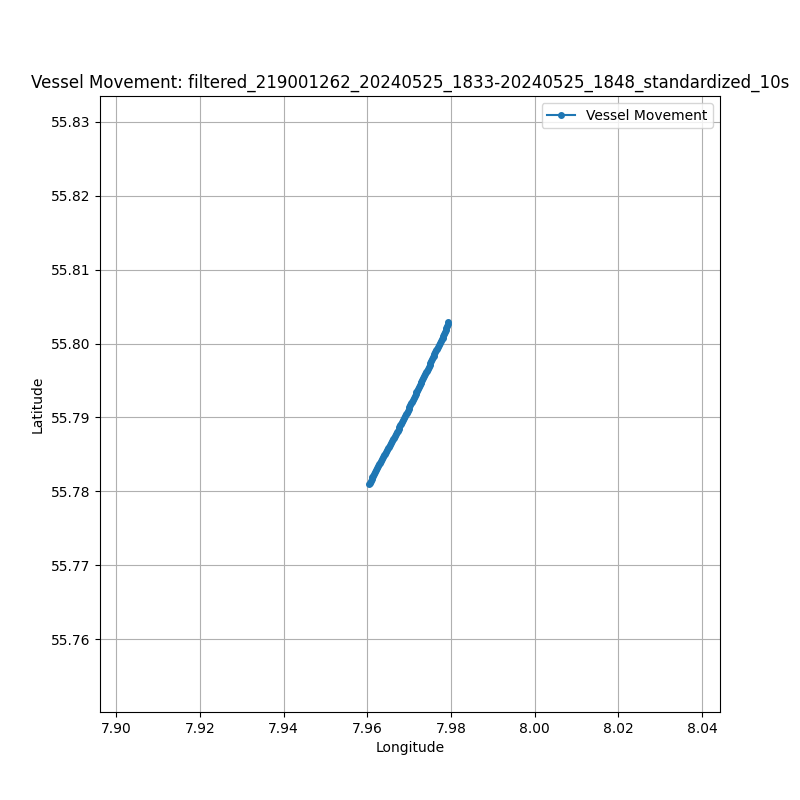 Vessel Movement: filtered_219001262_20240525_1833-20240525_1848_standardized_10s
Vessel Movement
55.83
55.82
55.81
55.80
55.79
55.78
55.77
55.76
Latitude
7.90 7.92 7.94 7.96 7.98 8.00 8.02 8.04
Longitude